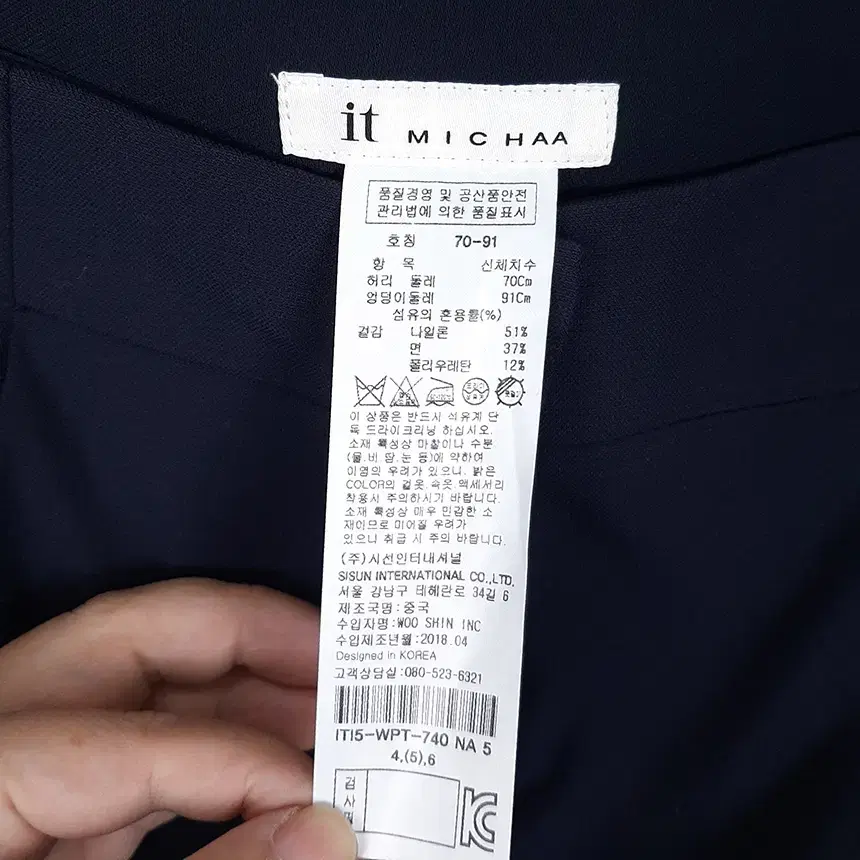 it MICHAA
품질경영 및 공산품안전
관리법에 의한 품질표시
호칭 70-91
항 목 신체치수
허리 둘레 70Cm
엉덩이둘레 91Cm
섬유의 혼용률(%)
겉감 나일론 51%
면 37%
폴리우레탄 12%
이 상품은 반드시 석유계 단
독 드라이크리닝 하십시오.
소재 특성상 마찰이나 수분
(물.비 땀.눈 등)에 약하여
이염의 우려가 있으니. 밝은
COLOR의 겉옷.속옷.액세서리
착용시 주의하시기 바랍니다.
소재 특성상 매우 민감한 소
재이므로 미어질 우려가
있으니 취급 시 주의 바랍니다.
(주)시선인터내셔널
SISUN INTERNATIONAL CO.,LTD.
서울 강남구 테헤란로 34길 6
제조국명:중국
수입자명:WOO SHIN INC
수입제조년월:2018.04
Designed in KOREA
고객상담실:080-523-6321
ITI5-WPT-740 NA 5
4,(5),6
검
사